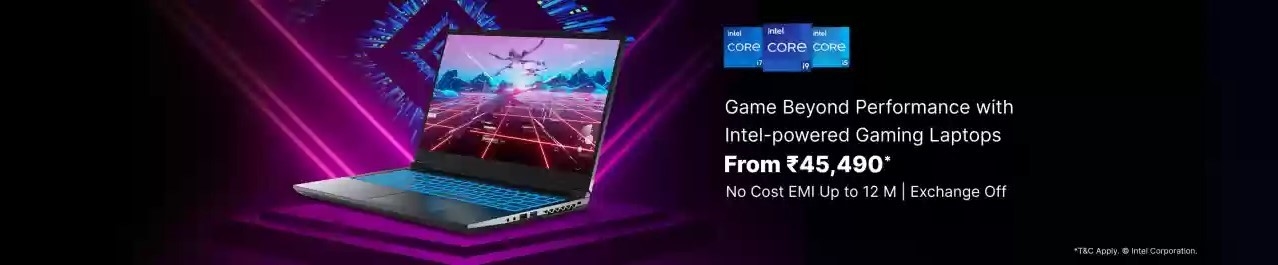 intel
CORE
i7
intel
CORE
i9
intel
CORE
i5
Game Beyond Performance with
Intel-powered Gaming Laptops
From ₹45,490*
No Cost EMI Up to 12 M | Exchange Off
*T&C Apply. © Intel Corporation.